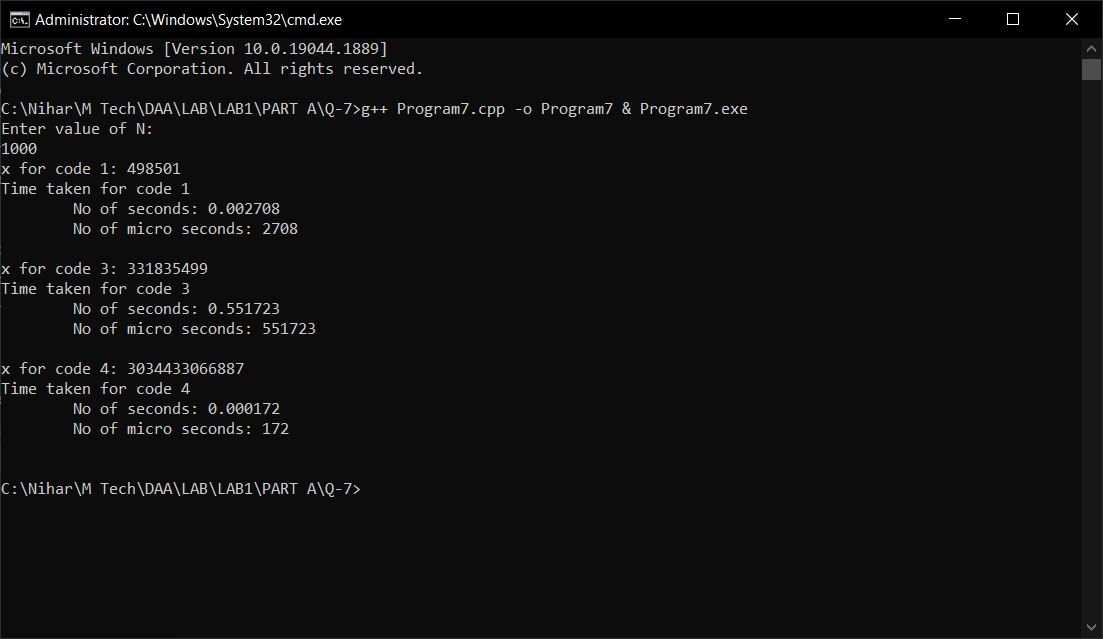 Administrator: C:\Windows\System32\cmd.exe
Microsoft Windows [Version 10.0.19044.1889]
(c) Microsoft Corporation. All rights reserved.
C:\Nihar\M Tech\DAA\LAB\LAB1\PART A\Q-7>g++ Program7.cpp -o Program7 & Program7.exe
Enter value of N:
1000
x for code 1: 498501
Time taken for code 1
No of seconds: 0.002708
No of micro seconds: 2708
x for code 3: 331835499
Time taken for code 3
No of seconds: 0.551723
No of micro seconds: 551723
x for code 4: 3034433066887
Time taken for code 4
No of seconds: 0.000172
No of micro seconds: 172
C:\Nihar\M Tech\DAA\LAB\LAB1\PART A\Q-7>